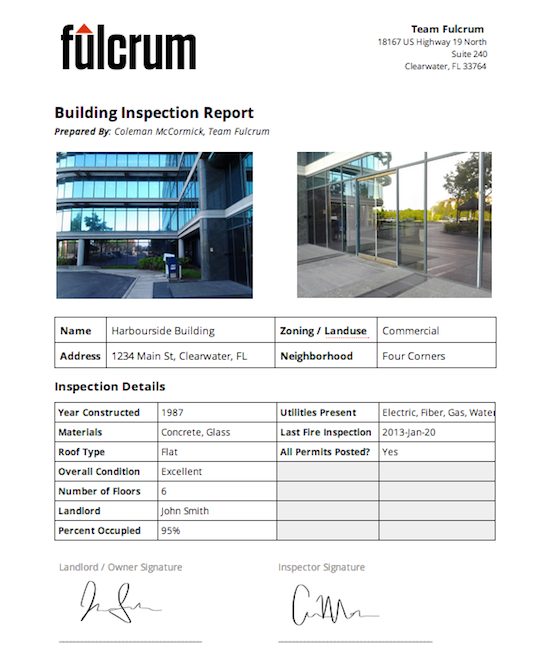 fulcrum
Team Fulcrum
18167 US Highway 19 North
Suite 240
Clearwater, FL 33764
Building Inspection Report
Prepared By: Coleman McCormick, Team Fulcrum
Name Harbourside Building Zoning / Landuse Commercial
Address 1234 Main St, Clearwater, FL Neighborhood Four Corners
Inspection Details
Year Constructed 1987 Utilities Present Electric, Fiber, Gas, Water
Materials Concrete, Glass Last Fire Inspection 2013-Jan-20
Roof Type Flat All Permits Posted? Yes
Overall Condition Excellent
Number of Floors 6
Landlord John Smith
Percent Occupied 95%
Landlord / Owner Signature Inspector Signature